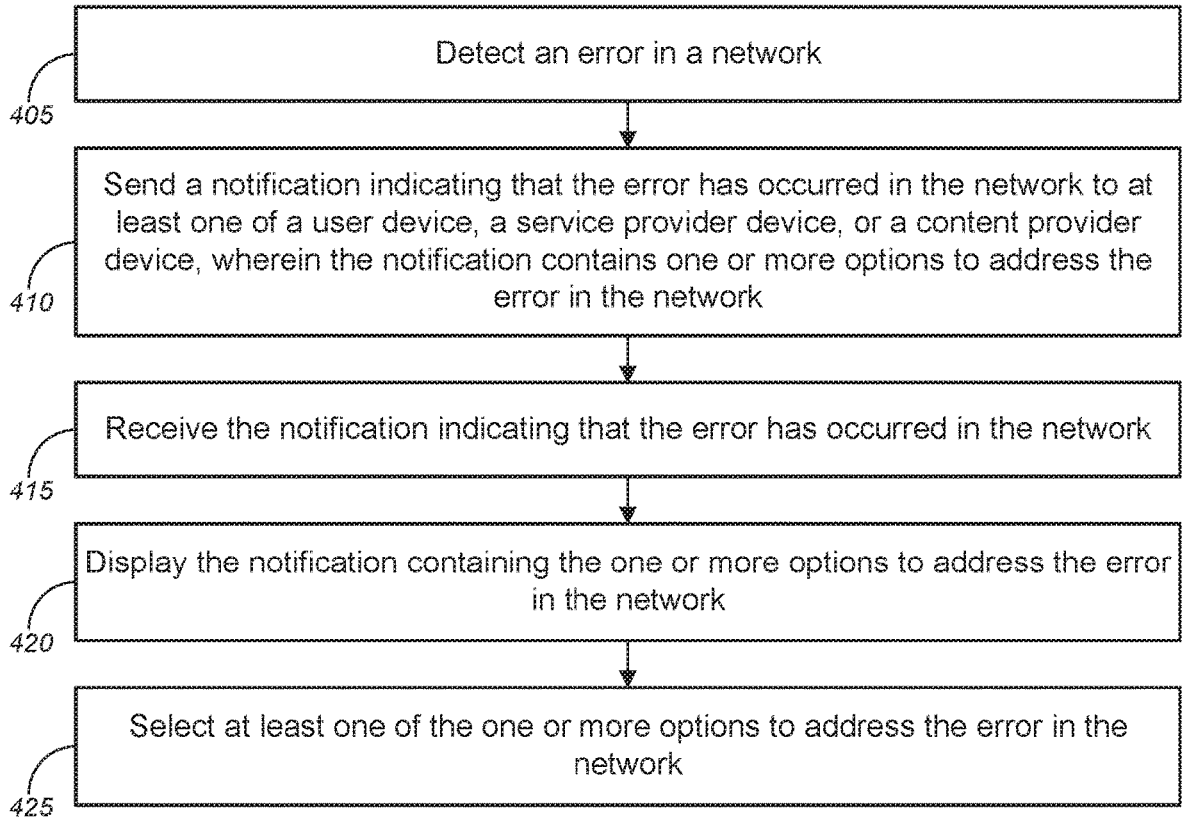 Detect an error in a network
405
Send a notification indicating that the error has occurred in the network to at
least one of a user device, a service provider device, or a content provider
device, wherein the notification contains one or more options to address the
error in the network
410
Receive the notification indicating that the error has occurred in the network
415
Display the notification containing the one or more options to address the error
in the network
420
Select at least one of the one or more options to address the error in the
network
425